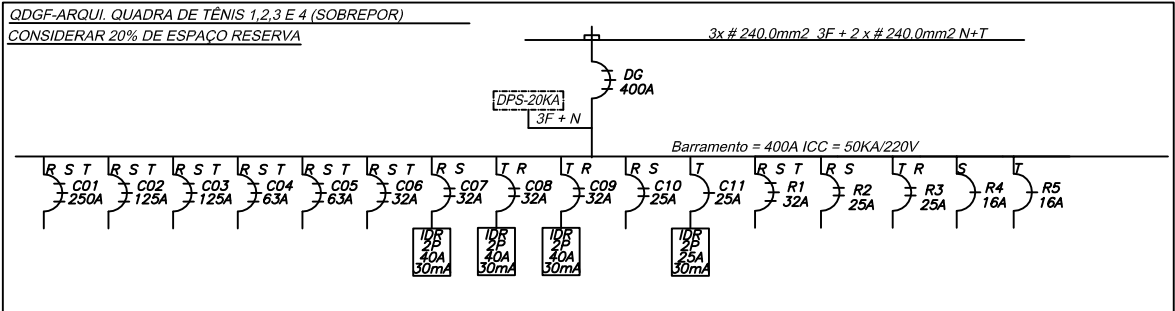 QDGF-ARQUI. QUADRA DE TÊNIS 1,2,3 E 4 (SOBREPOR)
CONSIDERAR 20% DE ESPAÇO RESERVA
3x # 240,0mm2 3F + 2 x # 240,0mm2 N+T
DG
400A
DPS-20KA
3F + N
Barramento = 400A ICC = 50KA/220V
R S T
C01
250A
R S T
C02
125A
R S T
C03
125A
R S T
C04
63A
R S T
C05
63A
R S T
C06
32A
R S
C07
32A
IDR
2P
40A
30mA
T R
C08
32A
IDR
2P
40A
30mA
T R
C09
32A
IDR
2P
40A
30mA
R S
C10
25A
T
C11
25A
IDR
2P
25A
30mA
R S T
R1
32A
R S
R2
25A
T R
R3
25A
S
R4
16A
T
R5
16A